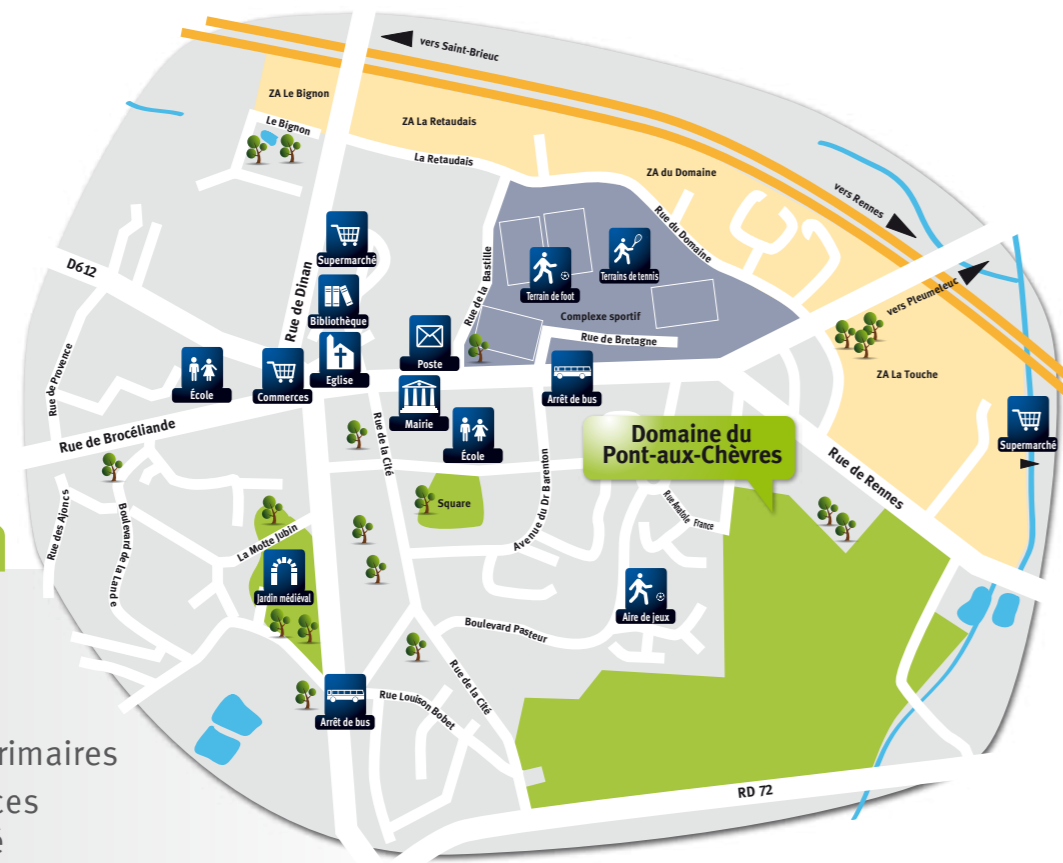 vers Saint-Brieuc
ZA Le Bignon
Le Bignon
ZA La Retaudais
La Retaudais
ZA du Domaine
vers Rennes
Rue du Domaine
Supermarché
D612
Rue de Dinan
Rue de la Bastille
Terrains de tennis
Terrain de foot
Complexe sportif
vers Pleumeleuc
Bibliothèque
Rue de Bretagne
Rue de Provence
École
Commerces
Eglise
Poste
Arrêt de bus
ZA La Touche
Mairie
Rue de Brocéliande
Rue de la Cité
École
Domaine du
Pont-aux-Chèvres
Supermarché
Rue de Rennes
Square
Avenue du Dr Barenton
Rue Anatole France
Rue des Ajoncs
Boulevard de la Lande
La Motte Jubin
Jardin médiéval
Aire de jeux
Boulevard Pasteur
Rue de la Cité
Rue Louison Bobet
Arrêt de bus
RD 72
rimaires
ces
é